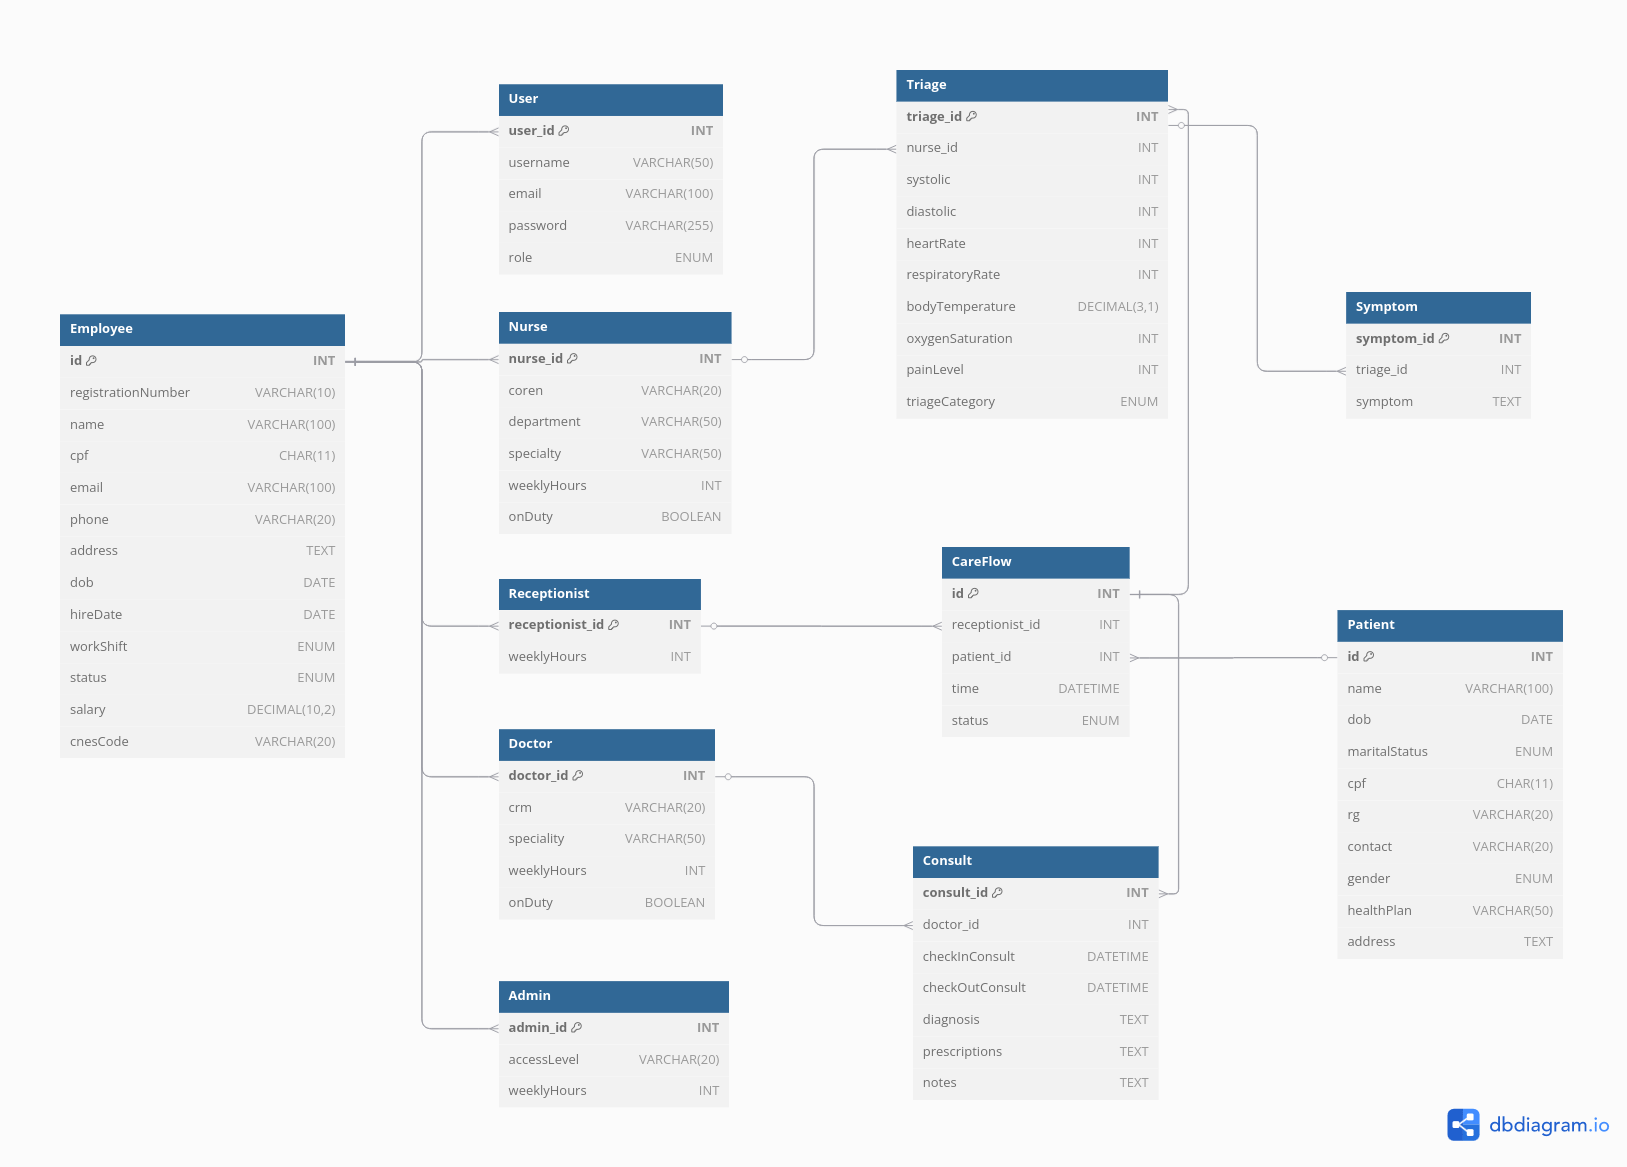 User
user_id INT
username VARCHAR(50)
email VARCHAR(100)
password VARCHAR(255)
role ENUM
Employee
id INT
registrationNumber VARCHAR(10)
name VARCHAR(100)
cpf CHAR(11)
email VARCHAR(100)
phone VARCHAR(20)
address TEXT
dob DATE
hireDate DATE
workShift ENUM
status ENUM
salary DECIMAL(10,2)
cnesCode VARCHAR(20)
Nurse
nurse_id INT
coren VARCHAR(20)
department VARCHAR(50)
specialty VARCHAR(50)
weeklyHours INT
onDuty BOOLEAN
Receptionist
receptionist_id INT
weeklyHours INT
Doctor
doctor_id INT
crm VARCHAR(20)
speciality VARCHAR(50)
weeklyHours INT
onDuty BOOLEAN
Admin
admin_id INT
accessLevel VARCHAR(20)
weeklyHours INT
Triage
triage_id INT
nurse_id INT
systolic INT
diastolic INT
heartRate INT
respiratoryRate INT
bodyTemperature DECIMAL(3,1)
oxygenSaturation INT
painLevel INT
triageCategory ENUM
CareFlow
id INT
receptionist_id INT
patient_id INT
time DATETIME
status ENUM
Consult
consult_id INT
doctor_id INT
checkInConsult DATETIME
checkOutConsult DATETIME
diagnosis TEXT
prescriptions TEXT
notes TEXT
Symptom
symptom_id INT
triage_id INT
symptom TEXT
Patient
id INT
name VARCHAR(100)
dob DATE
maritalStatus ENUM
cpf CHAR(11)
rg VARCHAR(20)
contact VARCHAR(20)
gender ENUM
healthPlan VARCHAR(50)
address TEXT
dbdiagram.io